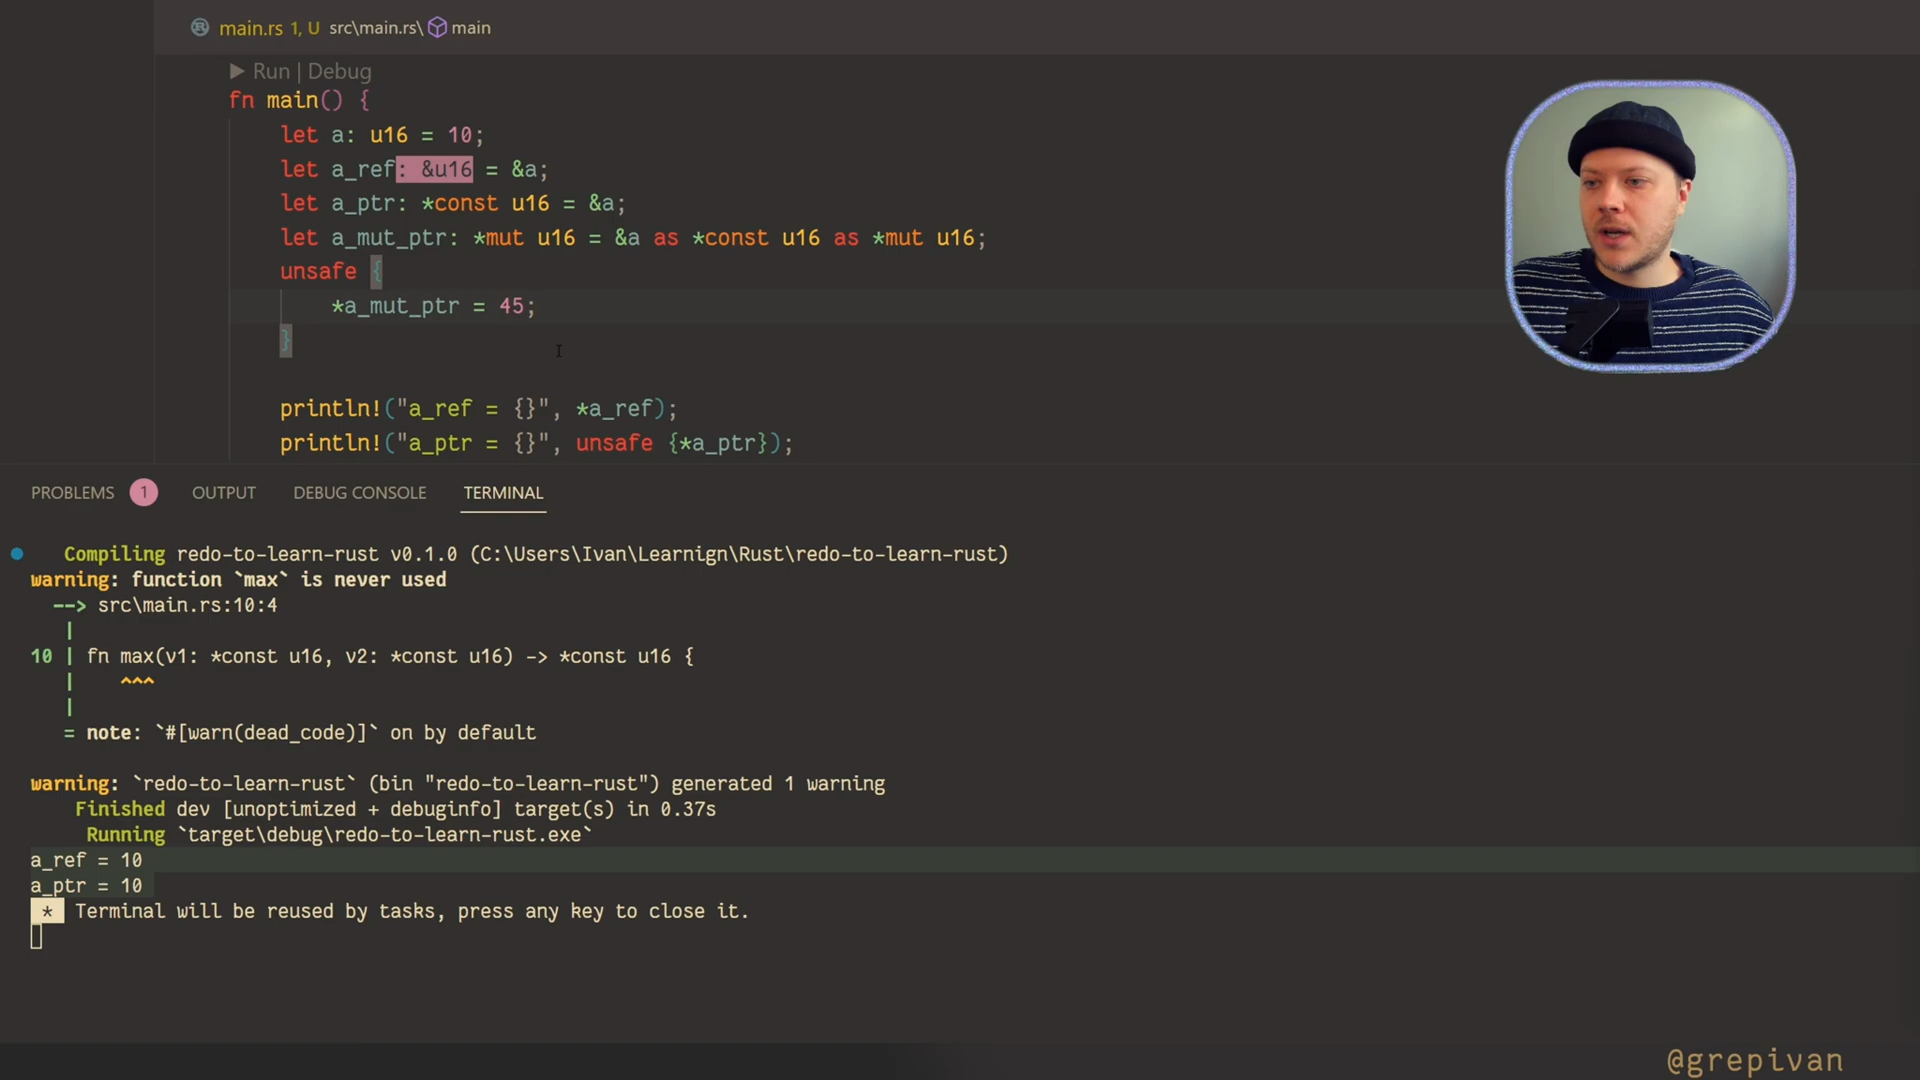 main.rs 1, U src\main.rs\ main
Run | Debug
fn main() {
let a: u16 = 10;
let a_ref: &u16 = &a;
let a_ptr: *const u16 = &a;
let a_mut_ptr: *mut u16 = &a as *const u16 as *mut u16;
unsafe {
*a_mut_ptr = 45;
}
println!("a_ref = {}", *a_ref);
println!("a_ptr = {}", unsafe {*a_ptr});
PROBLEMS 1 OUTPUT DEBUG CONSOLE TERMINAL
Compiling redo-to-learn-rust v0.1.0 (C:\Users\Ivan\Learnign\Rust\redo-to-learn-rust)
warning: function `max` is never used
--> src\main.rs:10:4
|
10 | fn max(v1: *const u16, v2: *const u16) -> *const u16 {
| ^^^
|
= note: `#[warn(dead_code)]` on by default
warning: `redo-to-learn-rust` (bin "redo-to-learn-rust") generated 1 warning
Finished dev [unoptimized + debuginfo] target(s) in 0.37s
Running `target\debug\redo-to-learn-rust.exe`
a_ref = 10
a_ptr = 10
* Terminal will be reused by tasks, press any key to close it.
@grepivan